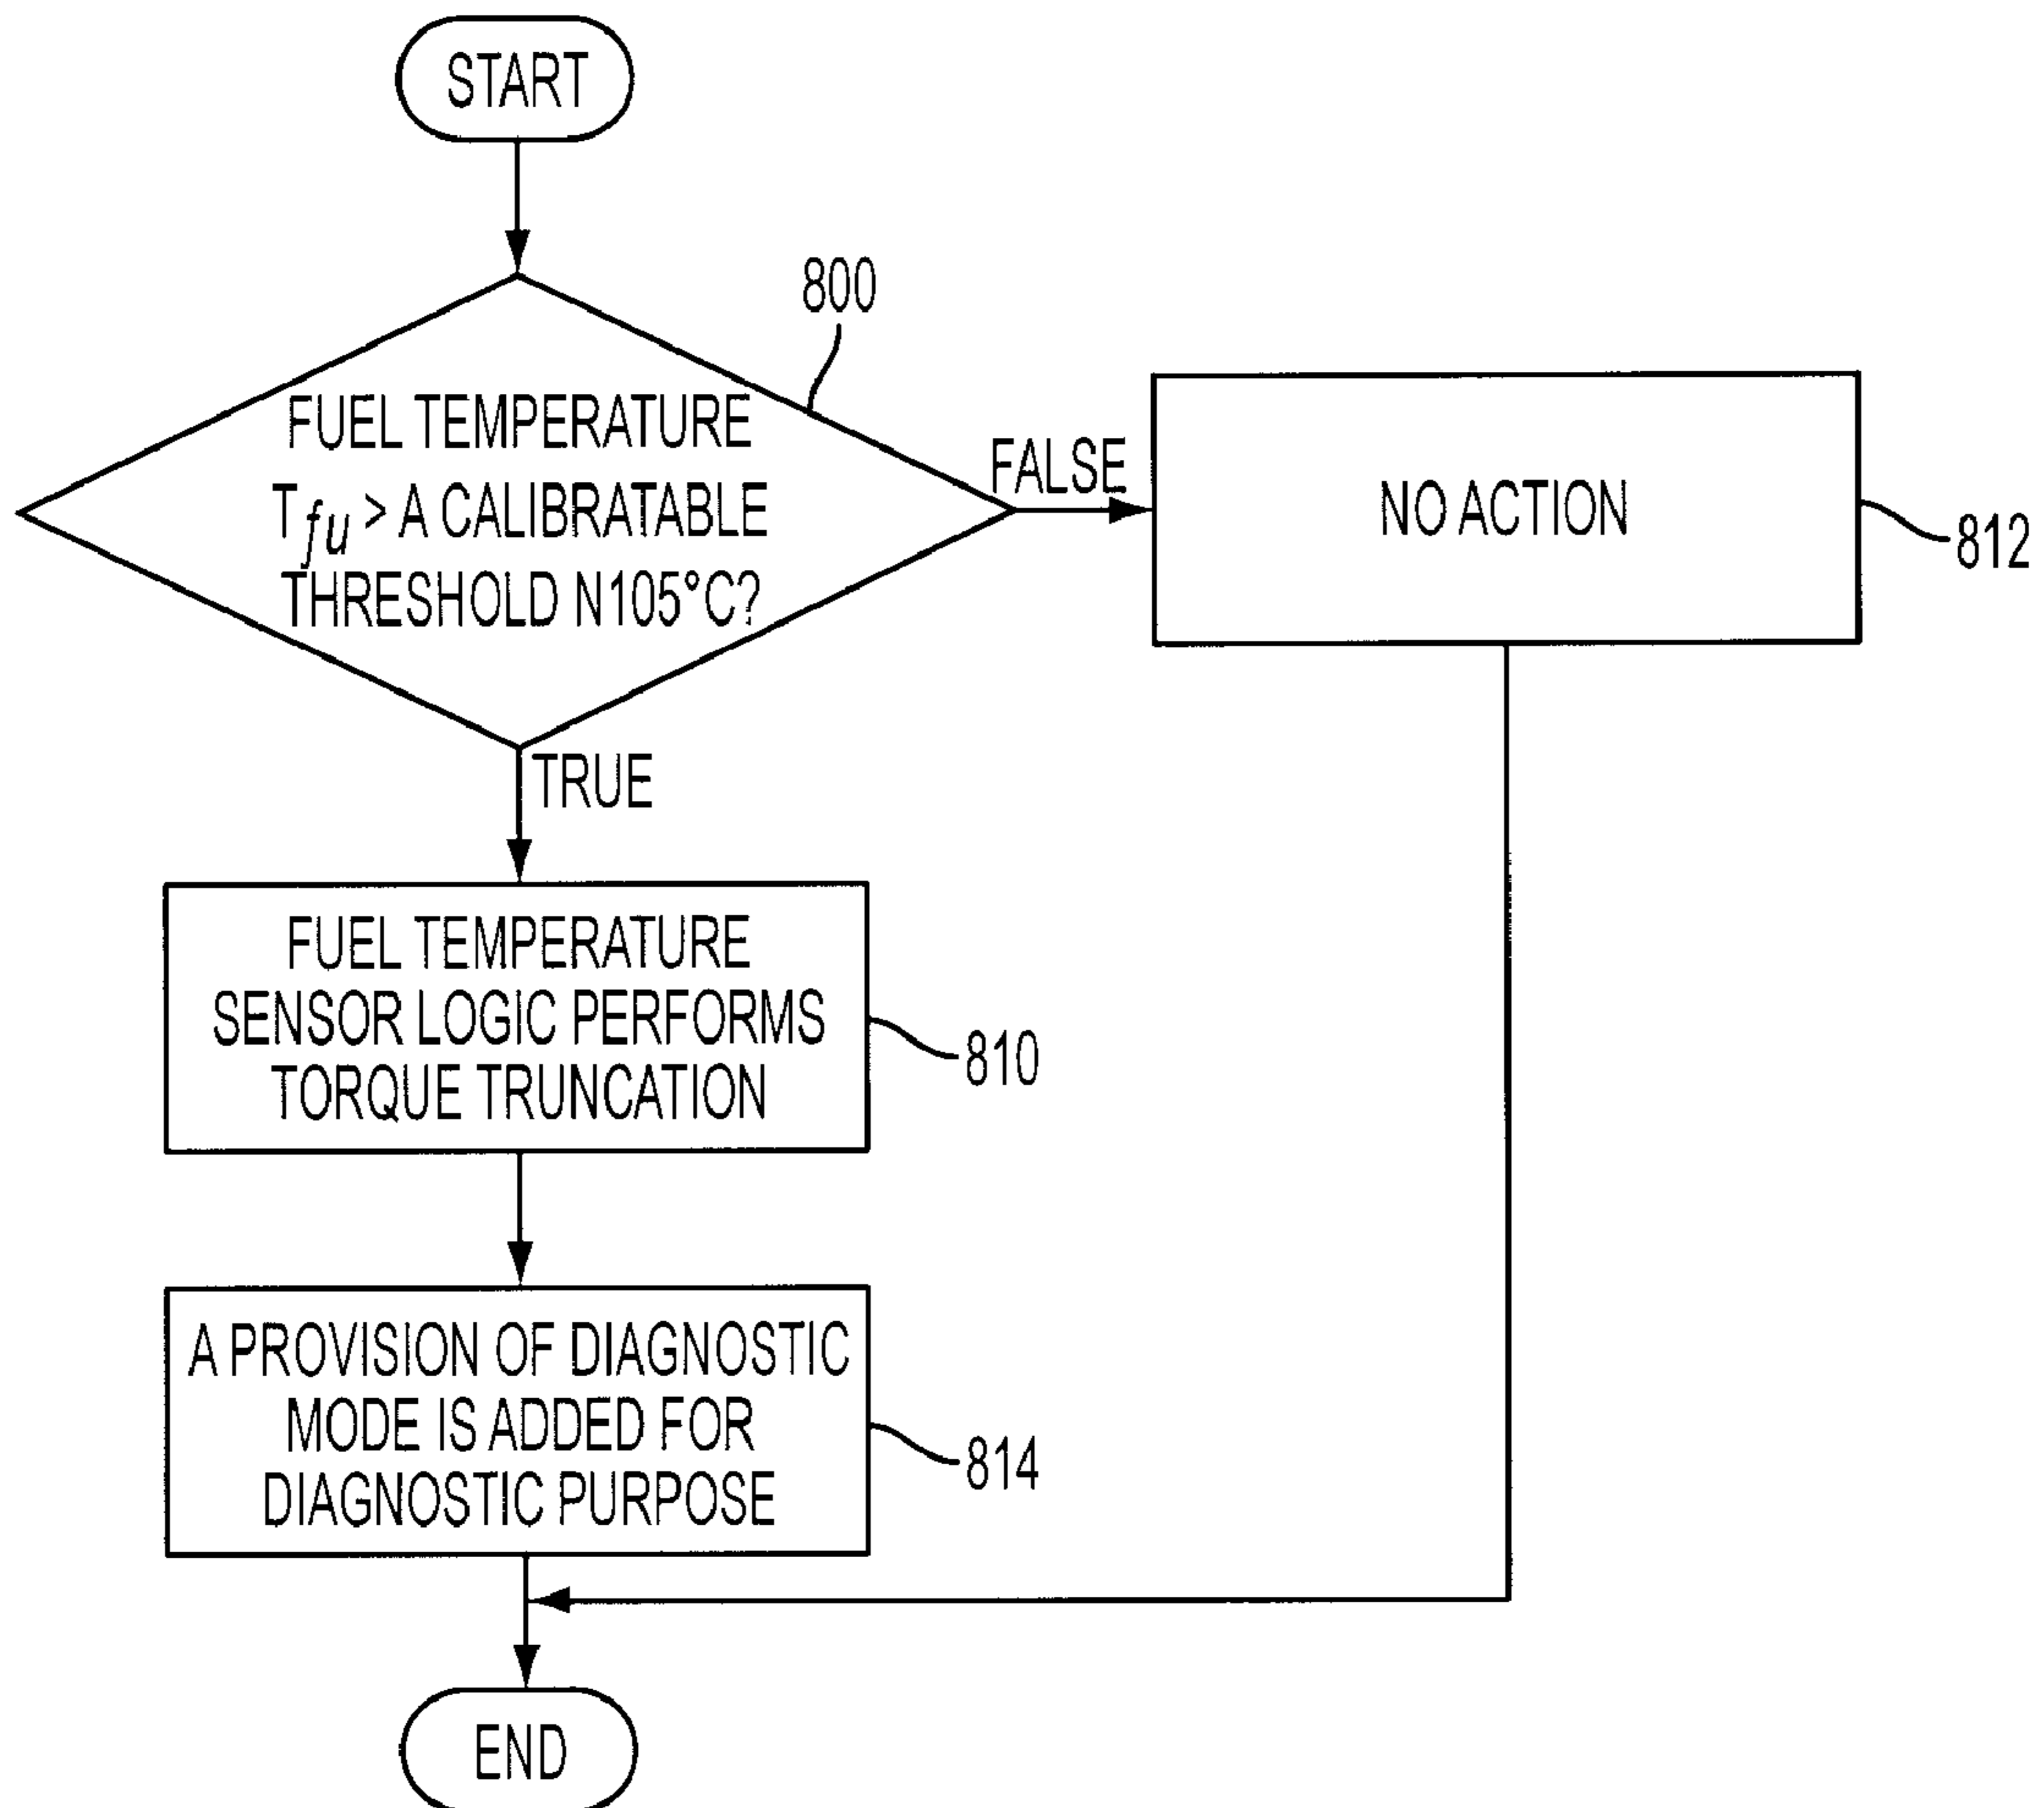 START
800
FUEL TEMPERATURE
Tfu > A CALIBRATABLE
THRESHOLD N105°C?
FALSE
NO ACTION
812
TRUE
FUEL TEMPERATURE
SENSOR LOGIC PERFORMS
TORQUE TRUNCATION
810
A PROVISION OF DIAGNOSTIC
MODE IS ADDED FOR
DIAGNOSTIC PURPOSE
814
END